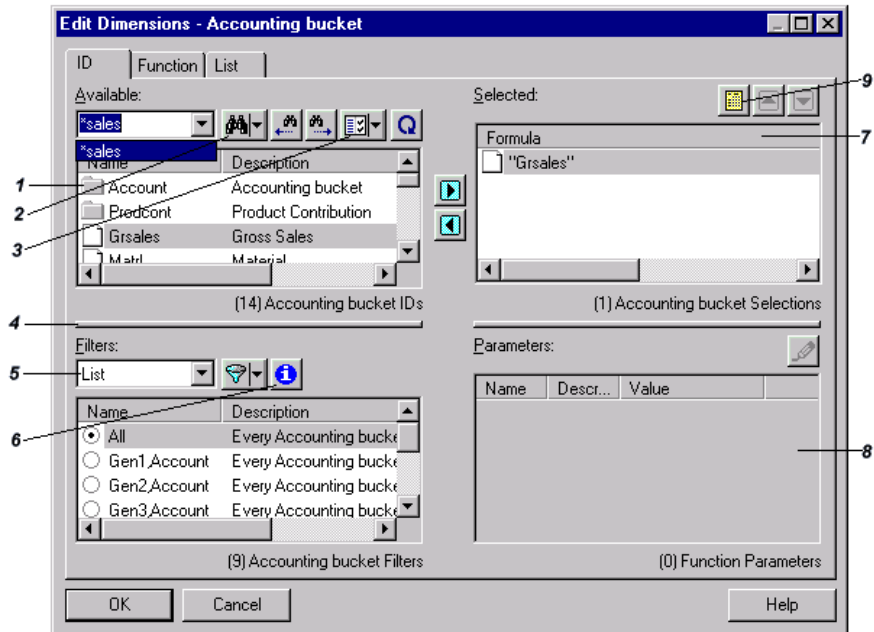 Edit Dimensions - Accounting bucket
ID Function List
Available:
*sales
*sales
Name Description
Account Accounting bucket
Prodcont Product Contribution
Grsales Gross Sales
Matrl Material
(14) Accounting bucket IDs
Selected:
Formula
"Grsales"
(1) Accounting bucket Selections
Filters:
List
Name Description
All Every Accounting bucke
Gen1,Account Every Accounting bucke
Gen2,Account Every Accounting bucke
Gen3,Account Every Accounting bucke
(9) Accounting bucket Filters
Parameters:
Name Descr... Value
(0) Function Parameters
OK Cancel Help
1
2
3
4
5
6
9
7
8